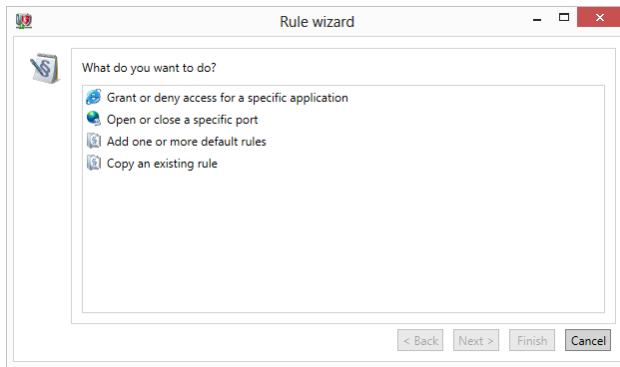 Rule wizard
What do you want to do?
Grant or deny access for a specific application
Open or close a specific port
Add one or more default rules
Copy an existing rule
< Back Next > Finish Cancel